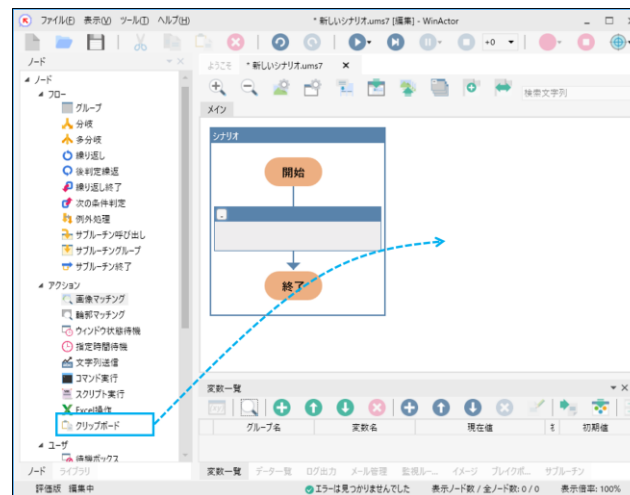 ファイル(F) 表示(V) ツール(T) ヘルプ(H)
* 新しいシナリオ.ums7 [編集] - WinActor
+0
ノード
ようこそ
* 新しいシナリオ.ums7
ノード
フロー
グループ
分岐
多分岐
繰り返し
後判定繰返
繰り返し終了
次の条件判定
例外処理
サブルーチン呼び出し
サブルーチングループ
サブルーチン終了
アクション
画像マッチング
輪郭マッチング
ウィンドウ状態待機
指定時間待機
文字列送信
コマンド実行
スクリプト実行
Excel操作
クリップボード
ユーザ
待機ボックス
ノード ライブラリ
検索文字列
メイン
シナリオ
開始
終了
変数一覧
グループ名 変数名 現在値 初期値
変数一覧 データ一覧 ログ出力 メール管理 監視ルー... イメージ ブレイクポ... サブルーチン
評価版 編集中
エラーは見つかりませんでした 表示ノード数 / 全ノード数: 0 / 0 表示倍率: 100%